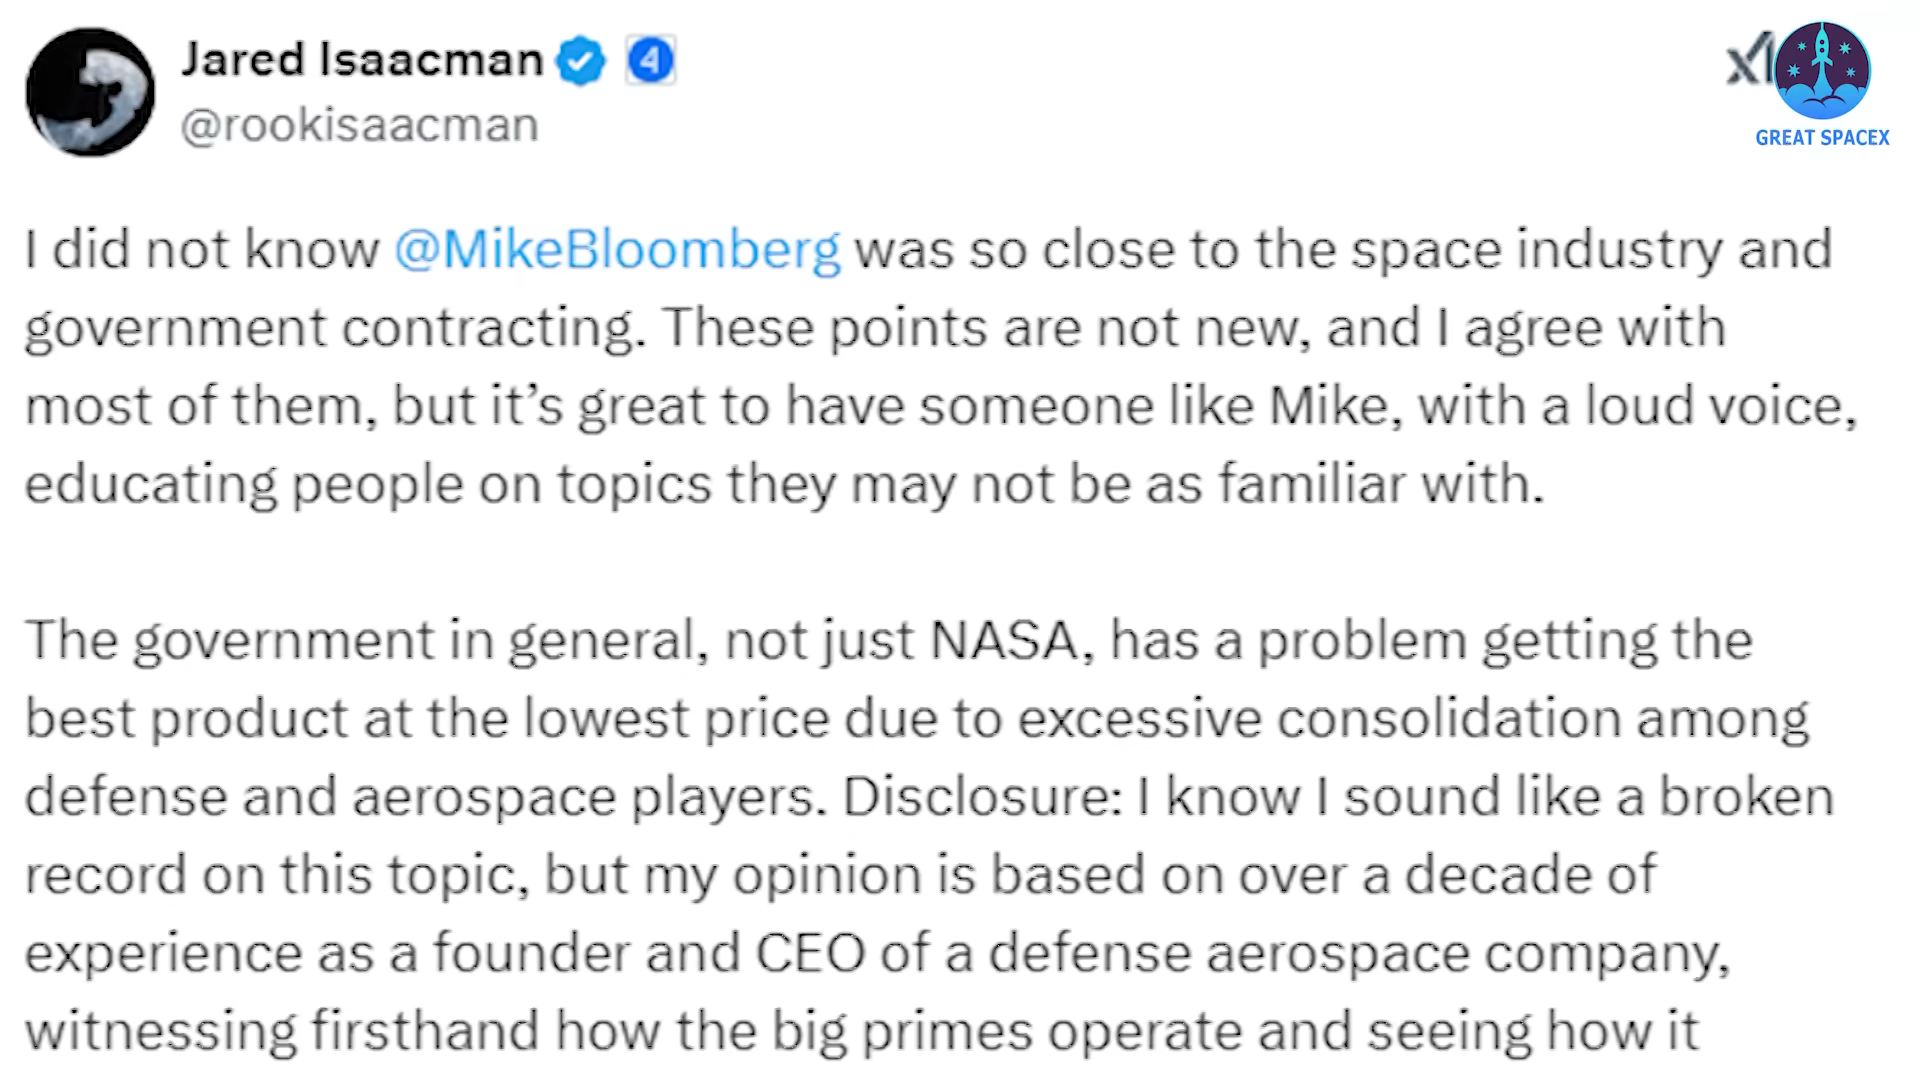 Jared Isaacman 4
@rookisaacman
GREAT SPACEX
I did not know @MikeBloomberg was so close to the space industry and
government contracting. These points are not new, and I agree with
most of them, but it’s great to have someone like Mike, with a loud voice,
educating people on topics they may not be as familiar with.
The government in general, not just NASA, has a problem getting the
best product at the lowest price due to excessive consolidation among
defense and aerospace players. Disclosure: I know I sound like a broken
record on this topic, but my opinion is based on over a decade of
experience as a founder and CEO of a defense aerospace company,
witnessing firsthand how the big primes operate and seeing how it